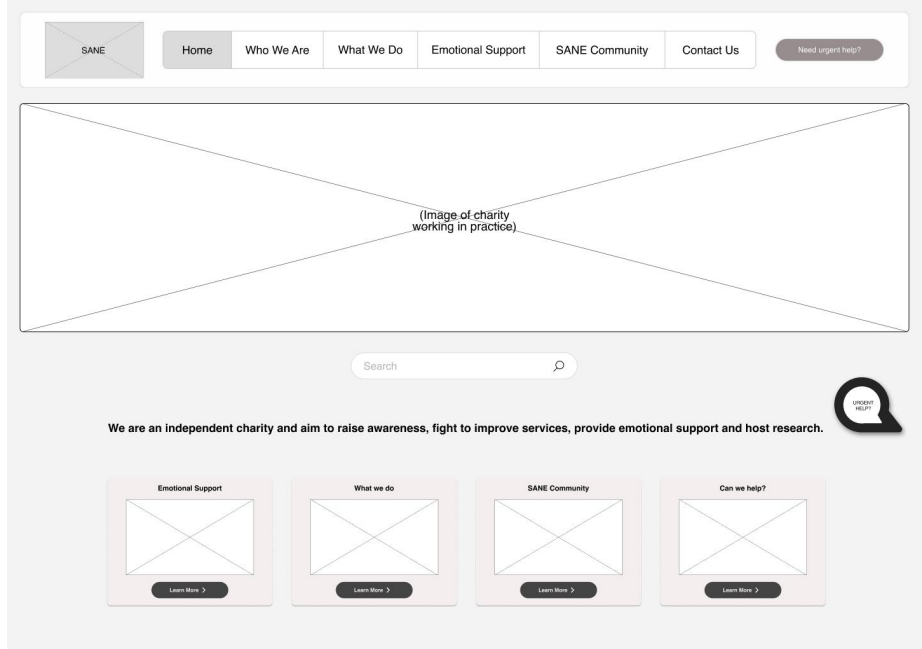 SANE
Home
Who We Are
What We Do
Emotional Support
SANE Community
Contact Us
Need urgent help?
(Image of charity
working in practice)
Search
URGENT
HELP?
We are an independent charity and aim to raise awareness, fight to improve services, provide emotional support and host research.
Emotional Support
What we do
SANE Community
Can we help?
Learn More
Learn More
Learn More
Learn More